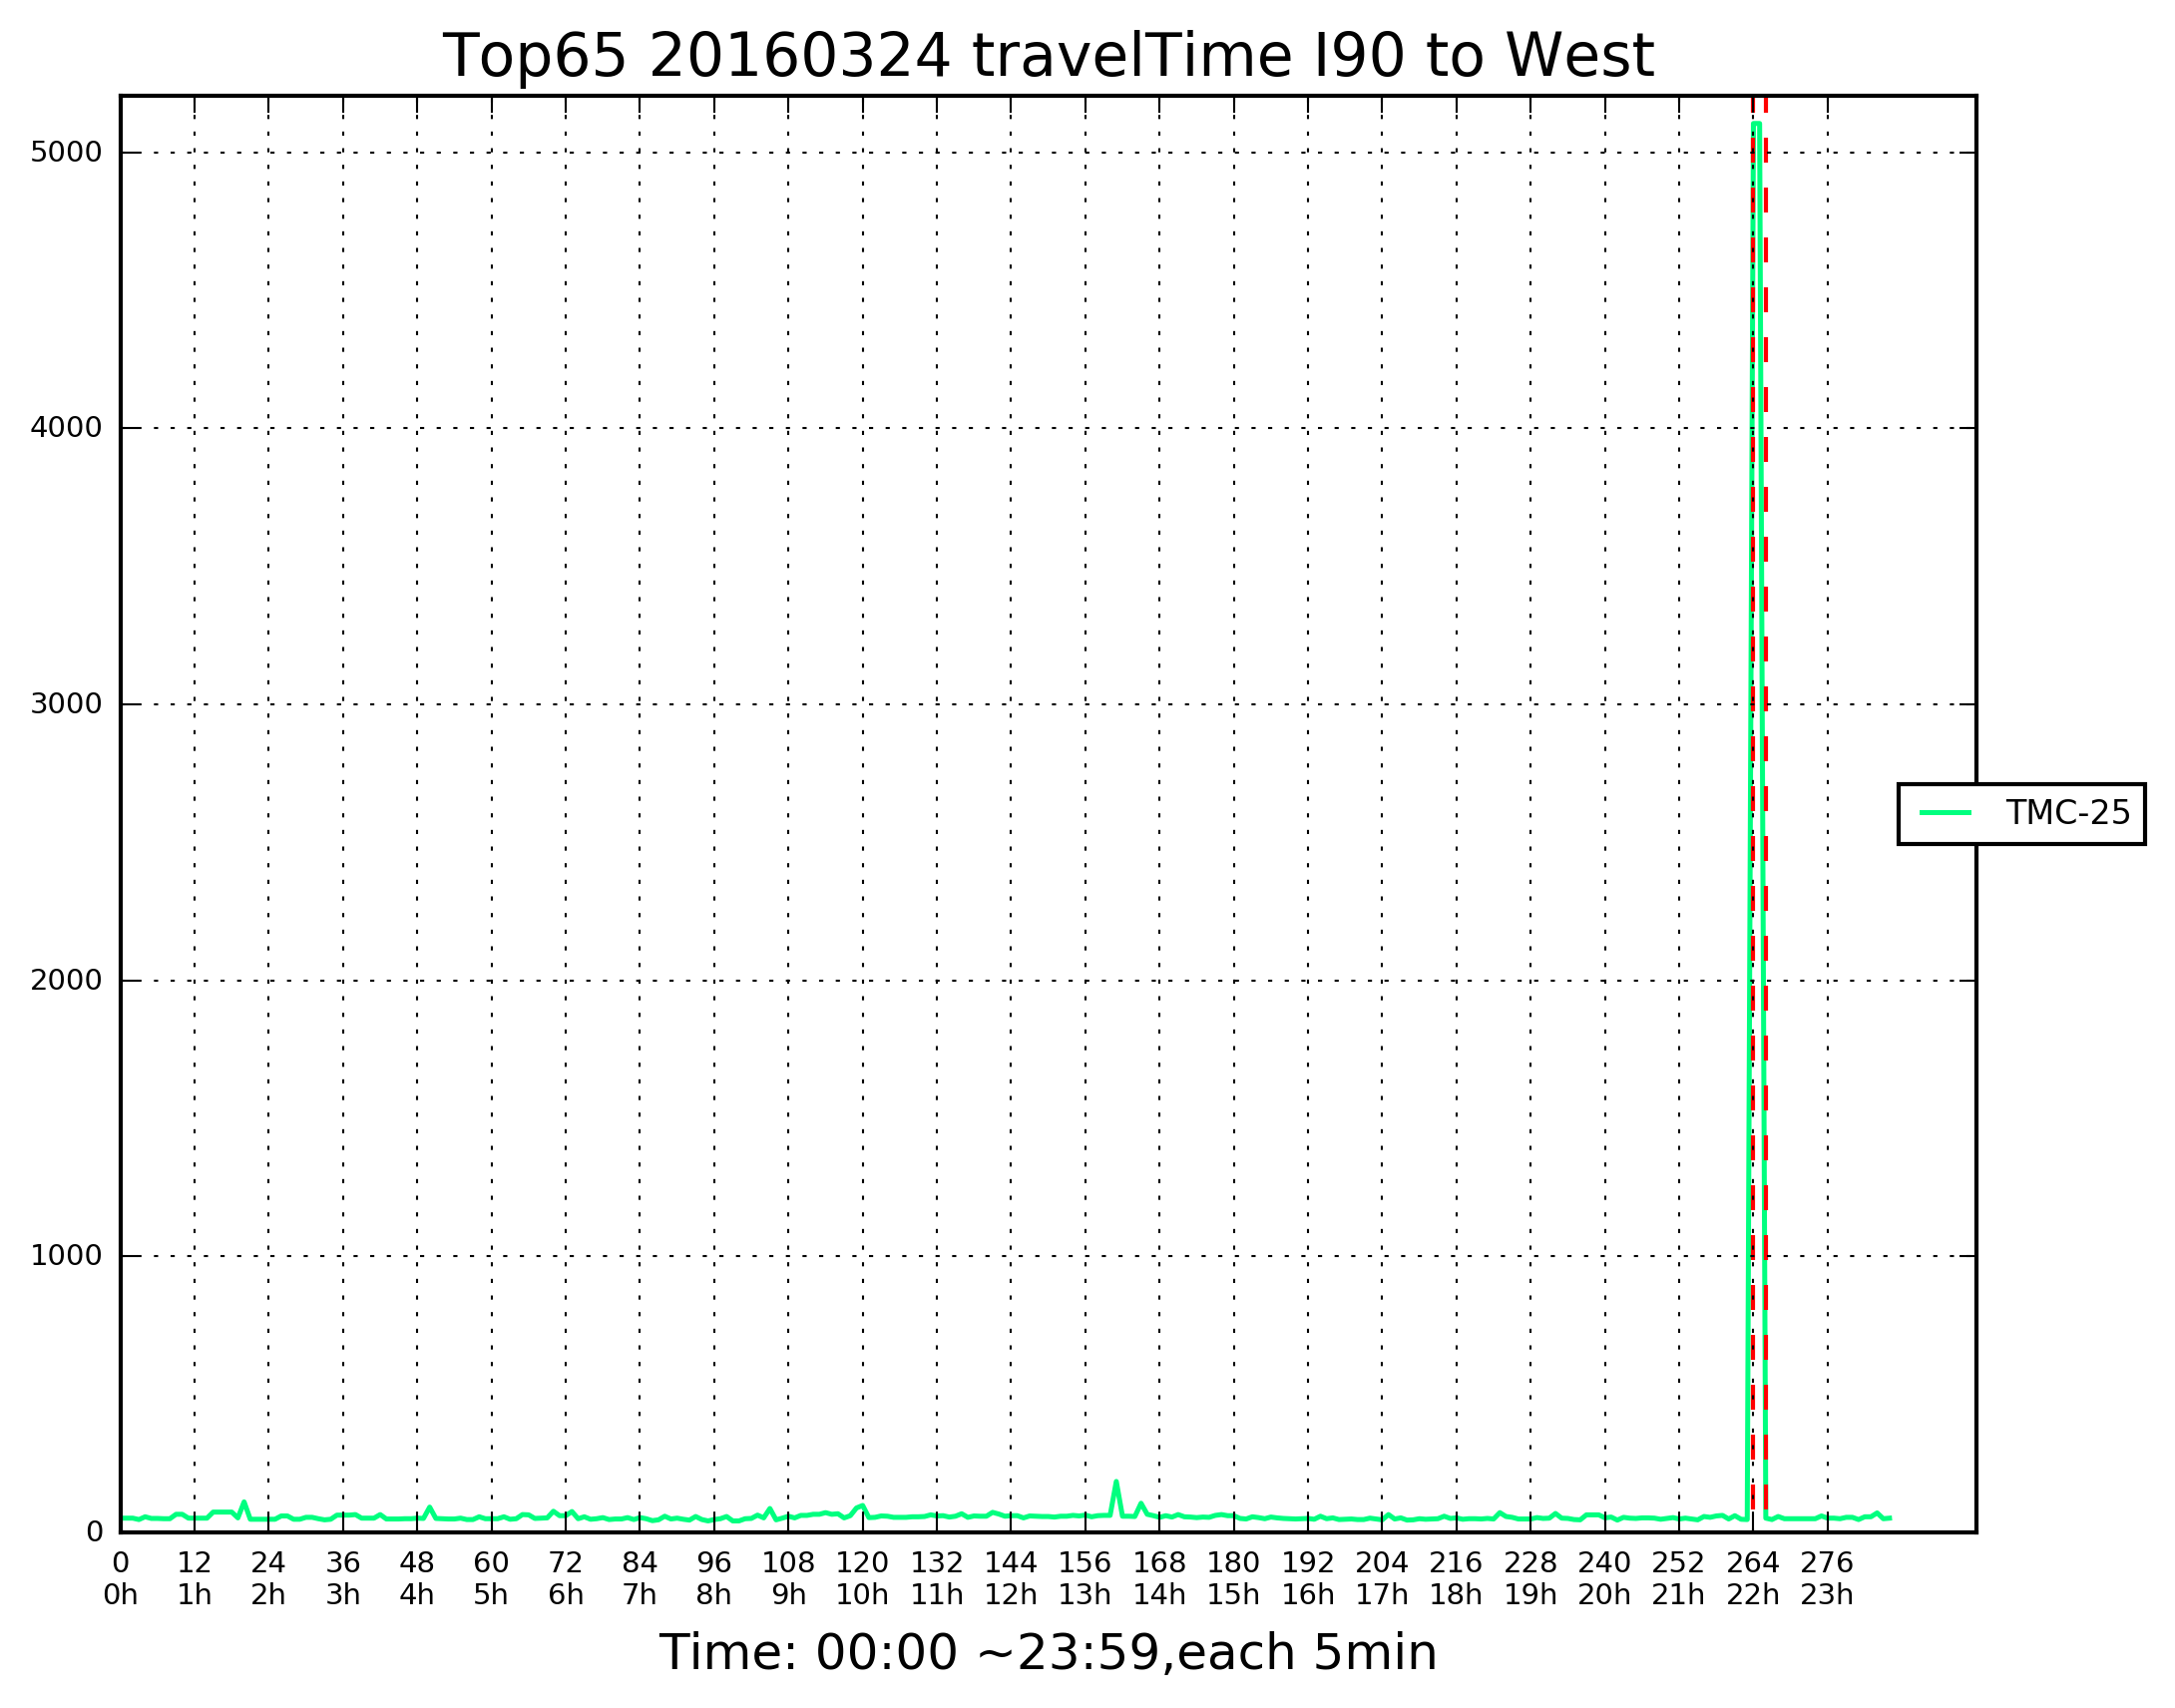 Top65 20160324 travelTime I90 to West
5000
4000
3000
2000
1000
0
TMC-25
0 12 24 36 48 60 72 84 96 108 120 132 144 156 168 180 192 204 216 228 240 252 264 276
0h 1h 2h 3h 4h 5h 6h 7h 8h 9h 10h 11h 12h 13h 14h 15h 16h 17h 18h 19h 20h 21h 22h 23h
Time: 00:00 ~23:59,each 5min